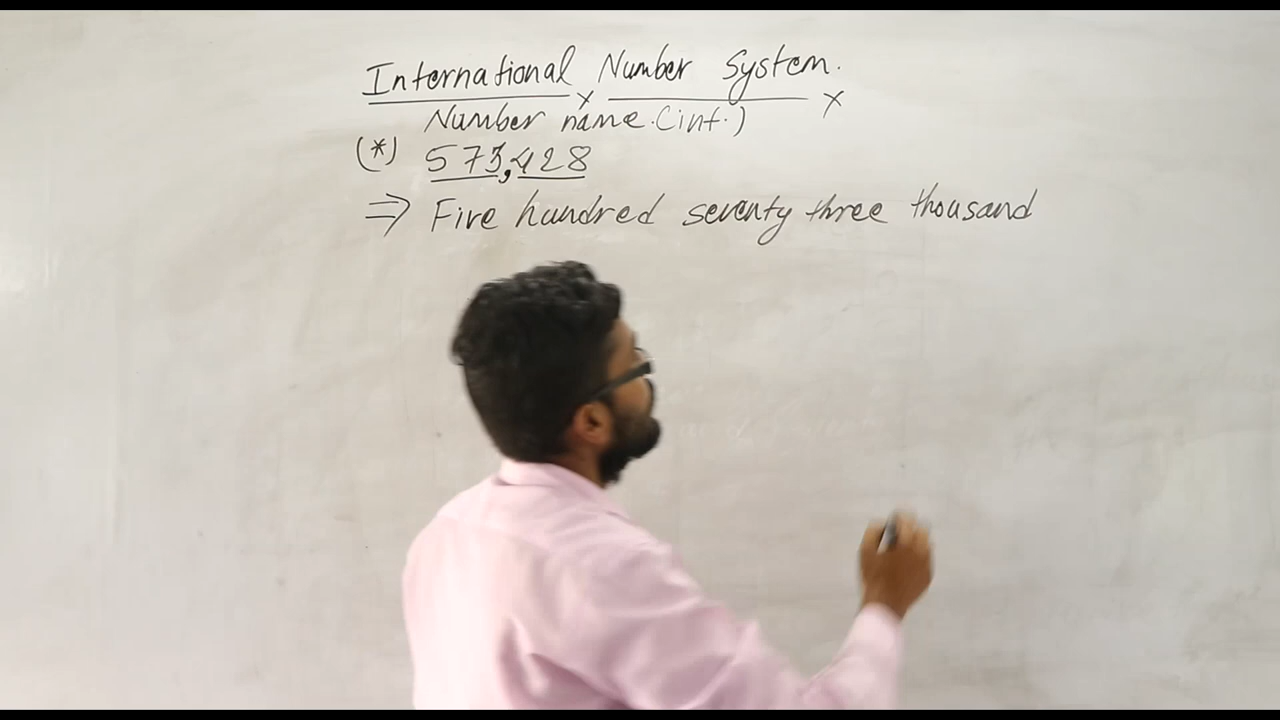 International Number System.
Number name.(int.)
(*) 573,428
⇒ Five hundred seventy three thousand